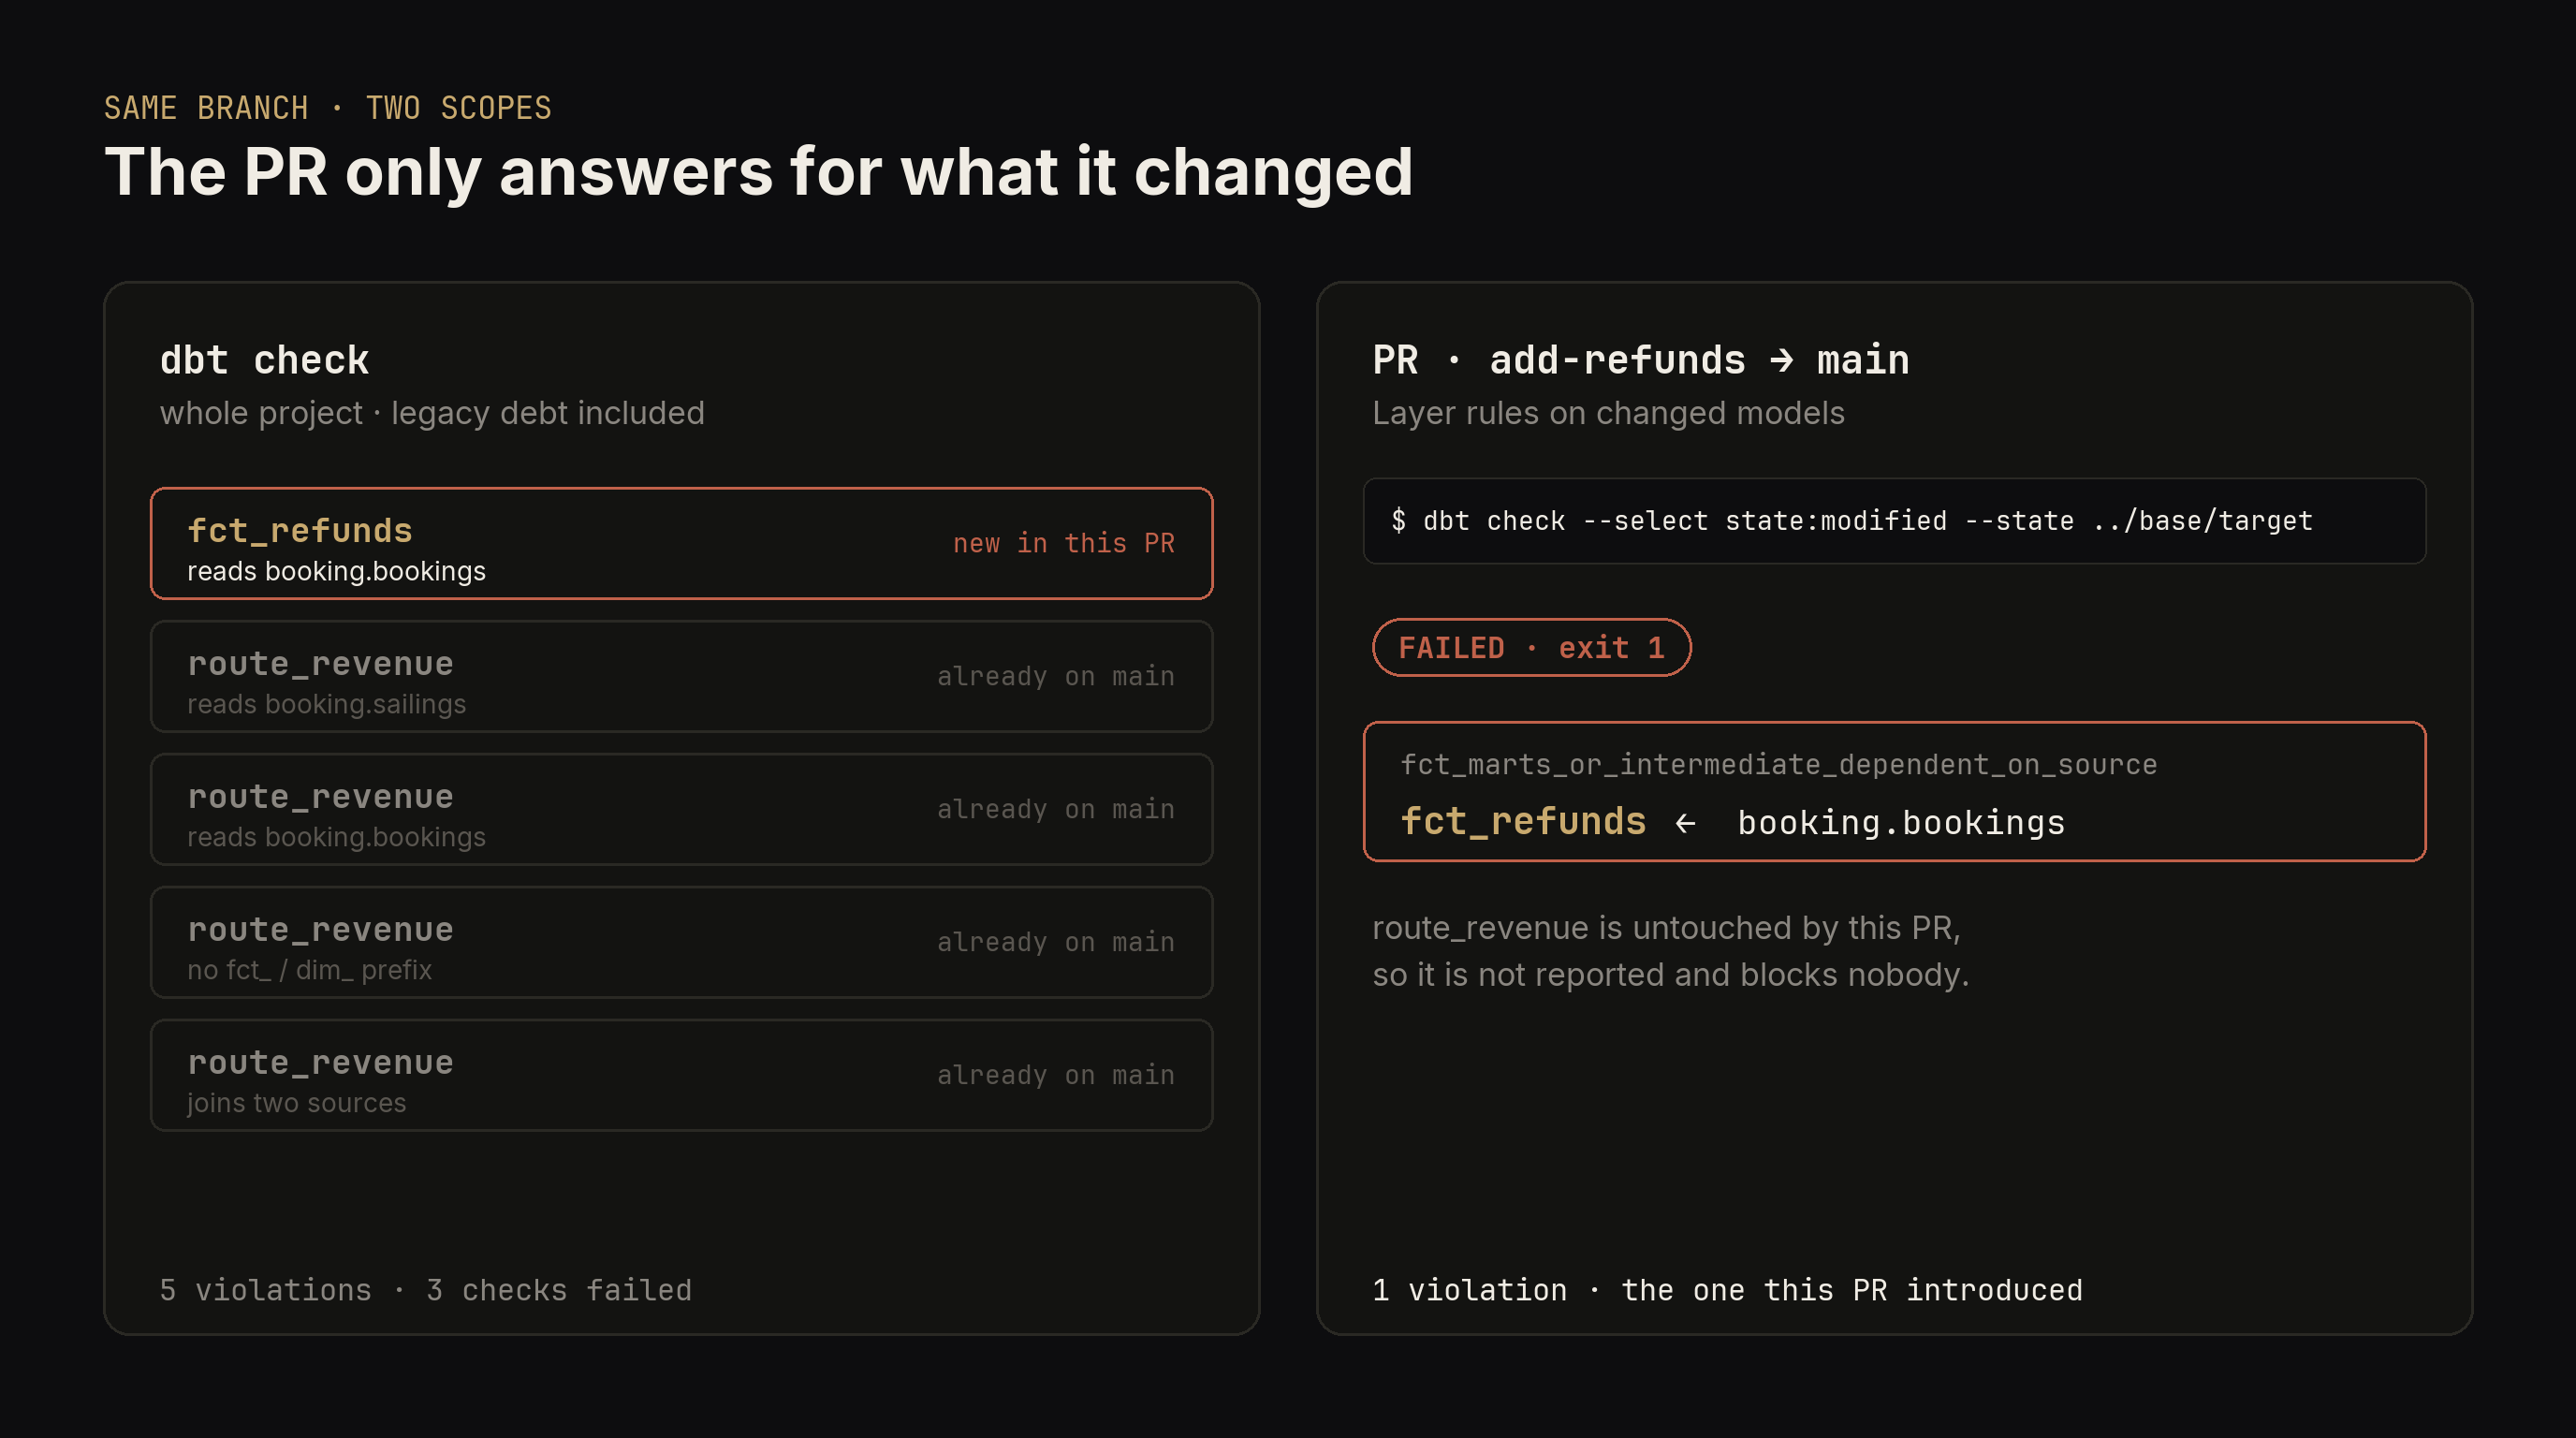 SAME BRANCH · TWO SCOPES
The PR only answers for what it changed
dbt check
whole project · legacy debt included
fct_refunds
reads booking.bookings
new in this PR
route_revenue
reads booking.sailings
already on main
route_revenue
reads booking.bookings
already on main
route_revenue
no fct_ / dim_ prefix
already on main
route_revenue
joins two sources
already on main
5 violations · 3 checks failed
PR · add-refunds → main
Layer rules on changed models
$ dbt check --select state:modified --state ../base/target
FAILED · exit 1
fct_marts_or_intermediate_dependent_on_source
fct_refunds ← booking.bookings
route_revenue is untouched by this PR,
so it is not reported and blocks nobody.
1 violation · the one this PR introduced